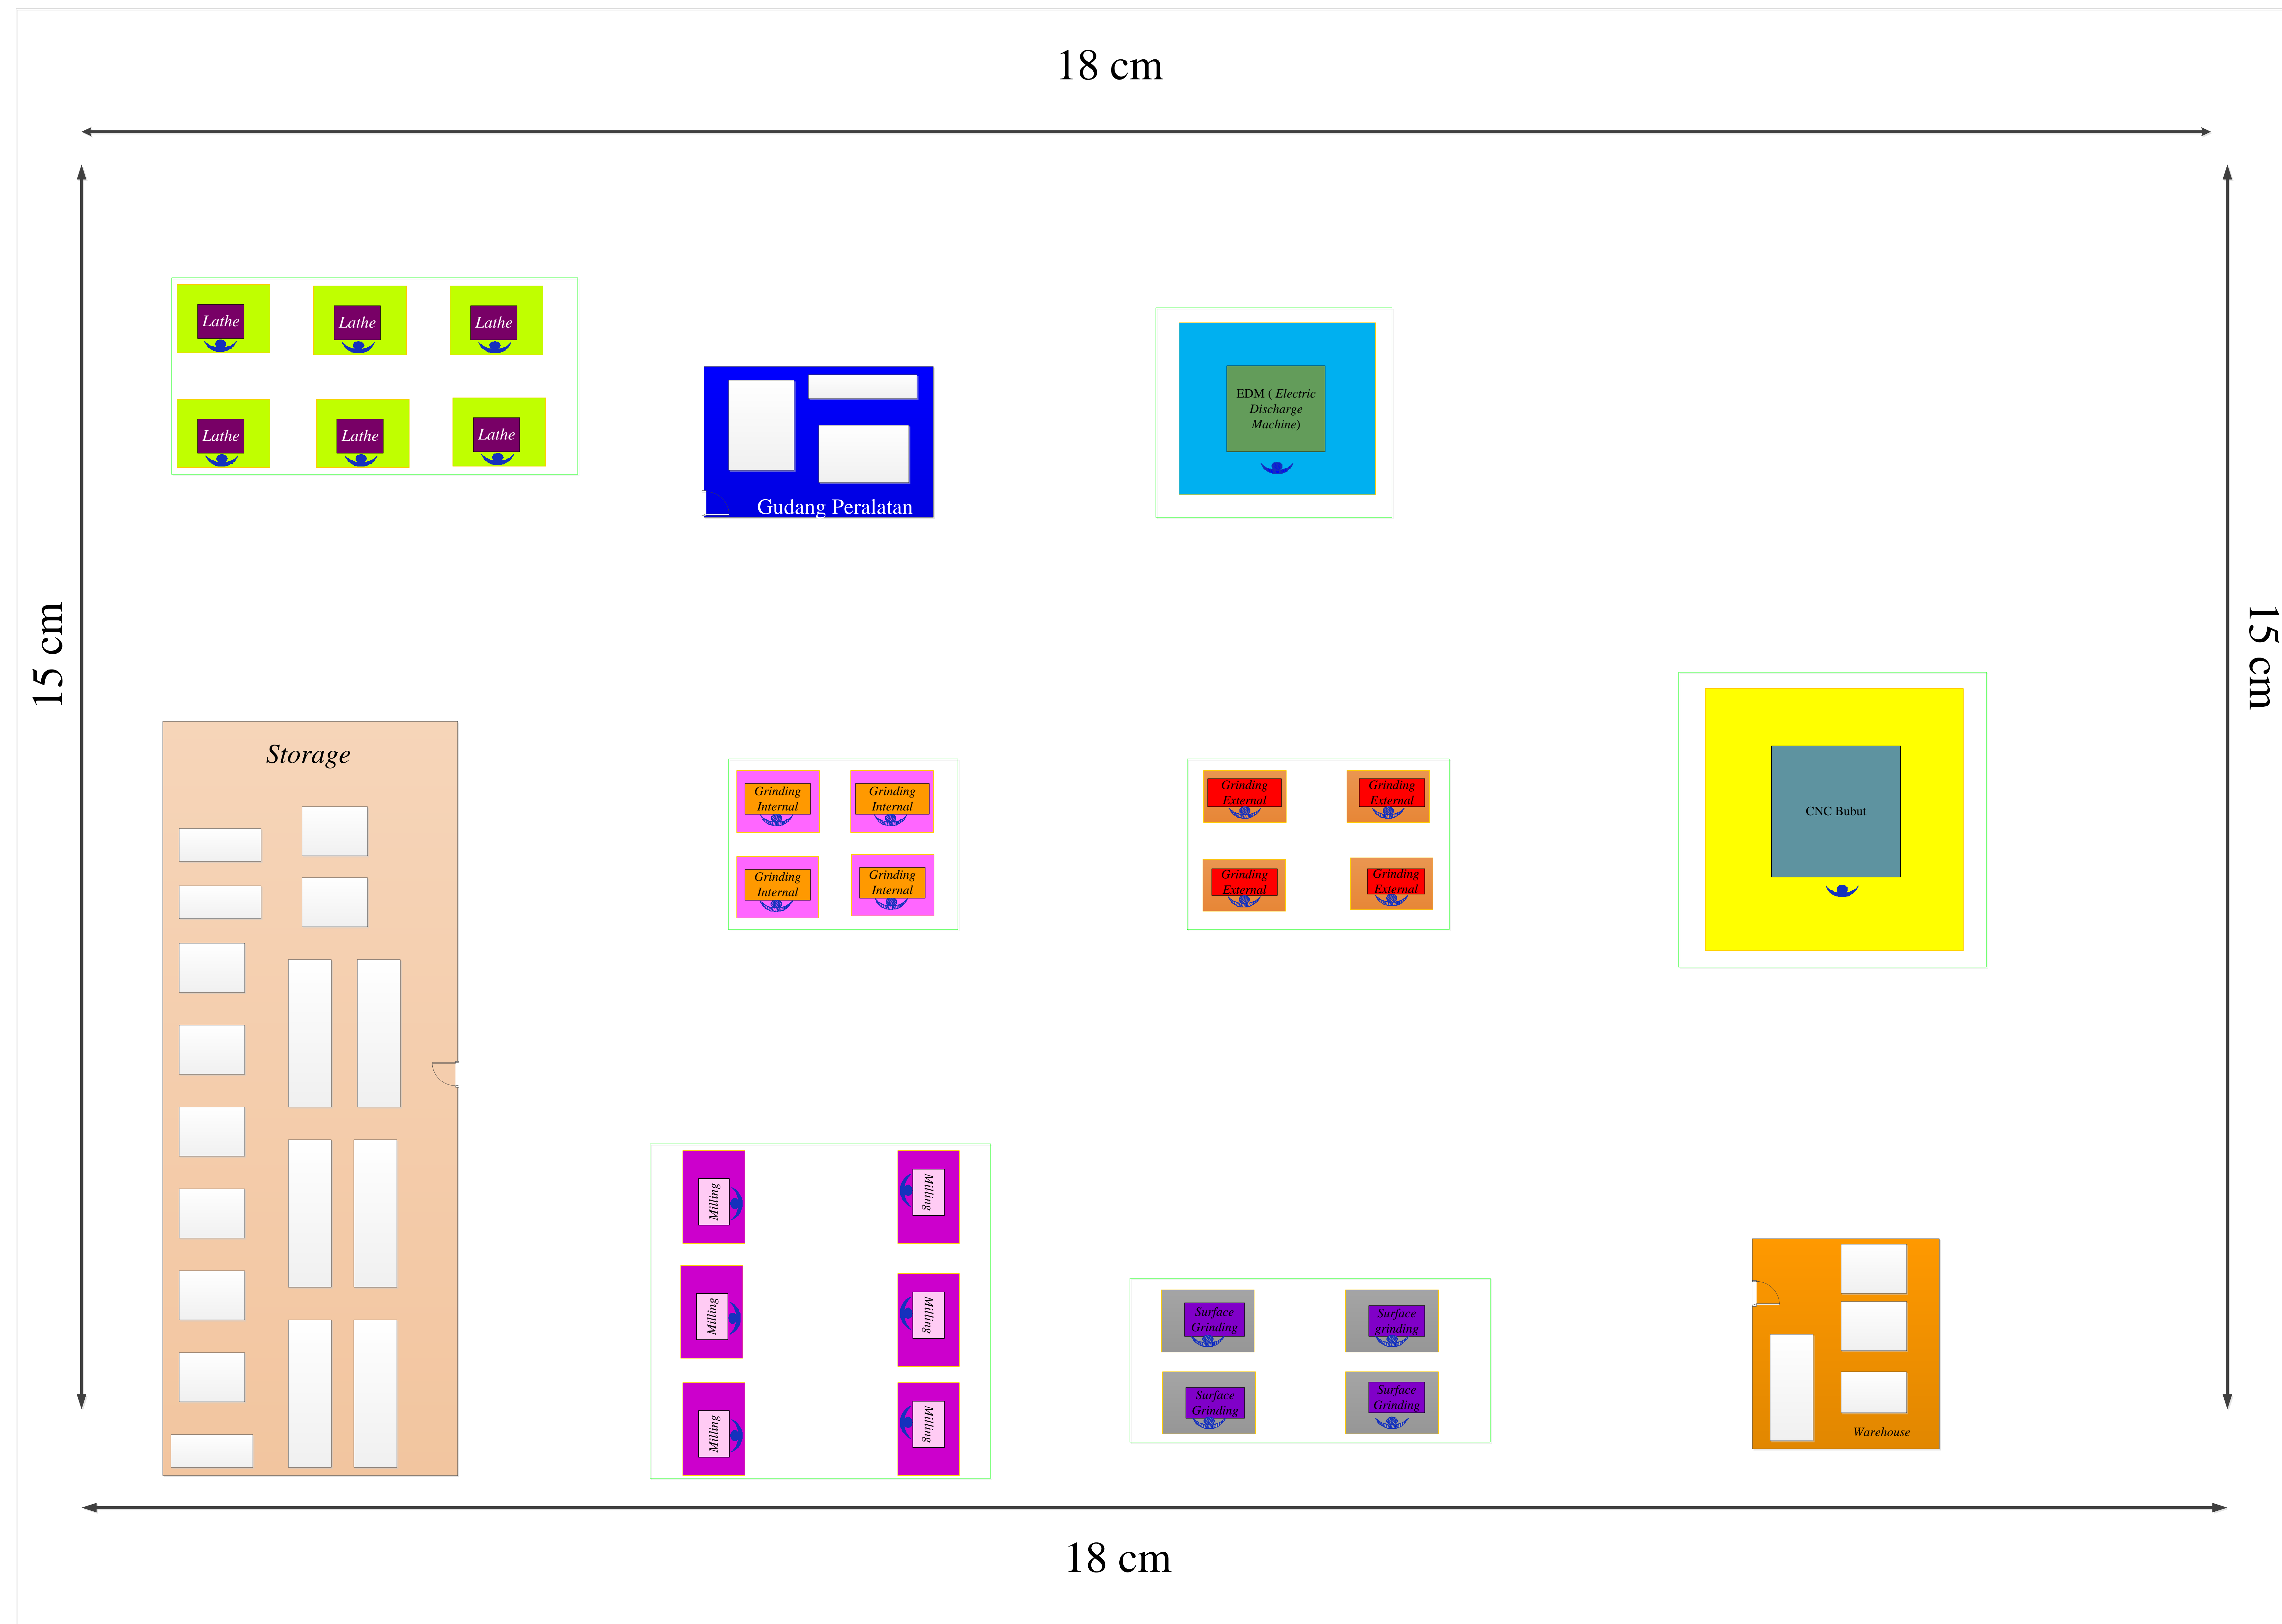 18 cm
Lathe
Lathe
Lathe
Lathe
Lathe
Lathe
Gudang Peralatan
EDM ( Electric
Discharge
Machine)
15 cm
15 cm
Storage
Grinding
Internal
Grinding
Internal
Grinding
Internal
Grinding
Internal
Grinding
External
Grinding
External
Grinding
External
Grinding
External
CNC Bubut
Milling
Milling
Milling
Milling
Milling
Milling
Surface
Grinding
Surface
grinding
Surface
Grinding
Surface
Grinding
Warehouse
18 cm